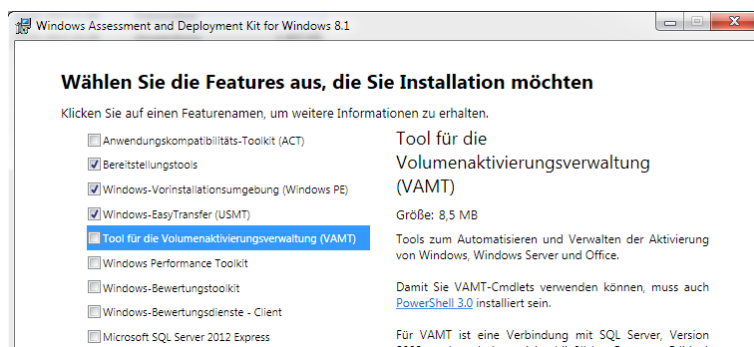 Windows Assessment and Deployment Kit for Windows 8.1
Wählen Sie die Features aus, die Sie Installation möchten
Klicken Sie auf einen Featurenamen, um weitere Informationen zu erhalten.
Anwendungskompatibilitäts-Toolkit (ACT)
Bereitstellungstools
Windows-Vorinstallationsumgebung (Windows PE)
Windows-EasyTransfer (USMT)
Tool für die Volumenaktivierungsverwaltung (VAMT)
Windows Performance Toolkit
Windows-Bewertungstoolkit
Windows-Bewertungsdienste - Client
Microsoft SQL Server 2012 Express
Tool für die
Volumenaktivierungsverwaltung
(VAMT)
Größe: 8,5 MB
Tools zum Automatisieren und Verwalten der Aktivierung
von Windows, Windows Server und Office.
Damit Sie VAMT-Cmdlets verwenden können, muss auch
PowerShell 3.0 installiert sein.
Für VAMT ist eine Verbindung mit SQL Server, Version